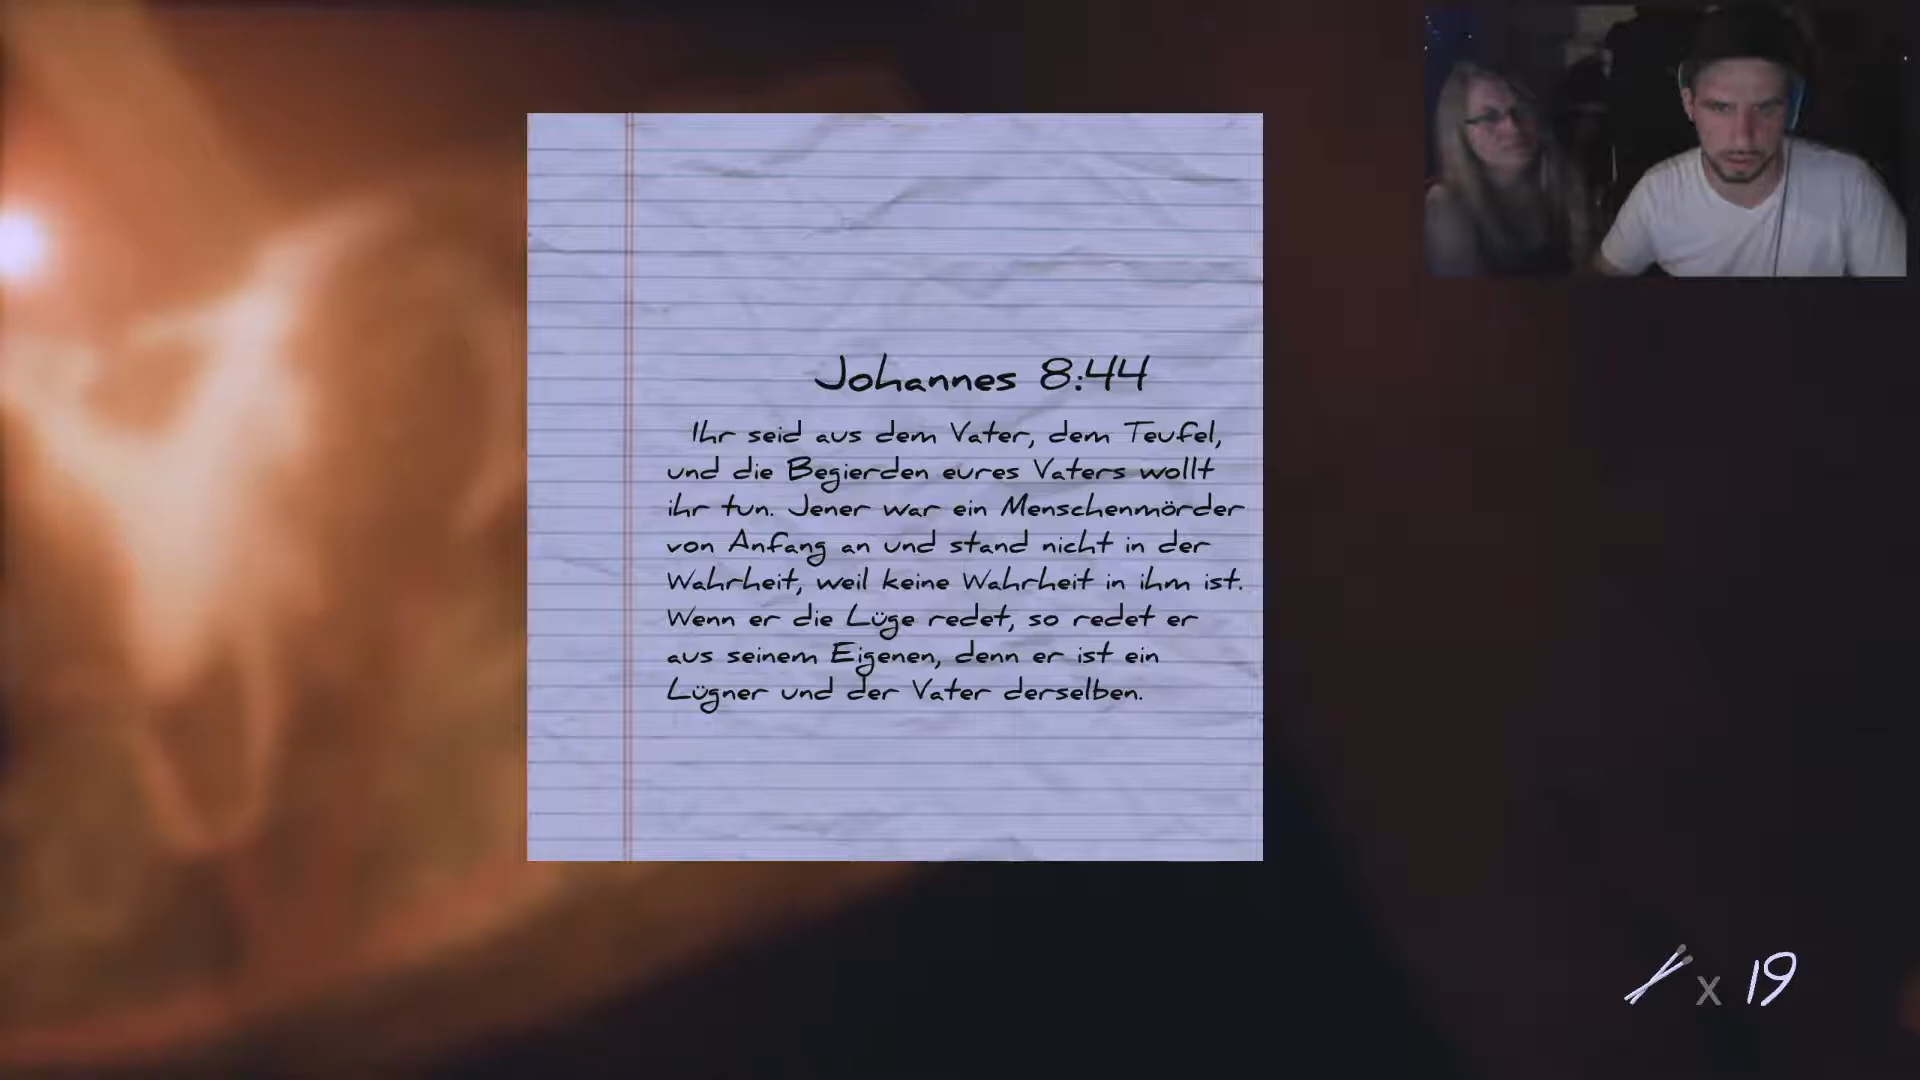 Johannes 8:44
Ihr seid aus dem Vater, dem Teufel,
und die Begierden eures Vaters wollt
ihr tun. Jener war ein Menschenmörder
von Anfang an und stand nicht in der
Wahrheit, weil keine Wahrheit in ihm ist.
Wenn er die Lüge redet, so redet er
aus seinem Eigenen, denn er ist ein
Lügner und der Vater derselben.
x 19